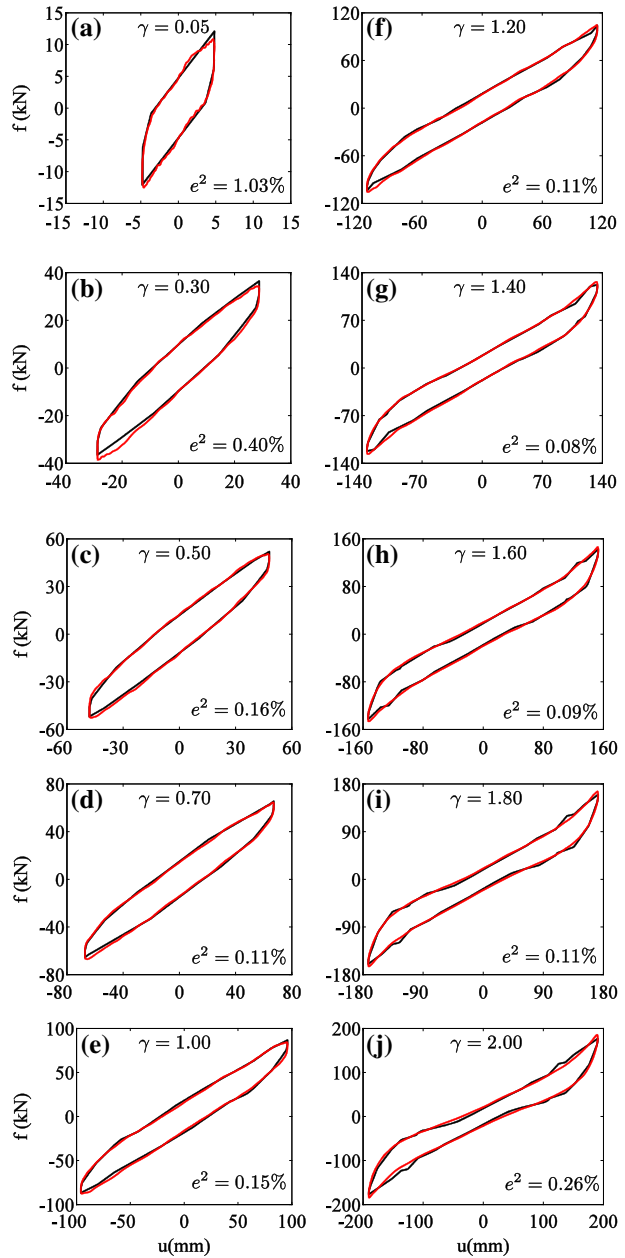 (a) γ = 0.05
f (kN)
15
10
5
0
-5
-10
-15
e² = 1.03%
-15 -10 -5 0 5 10 15
(f) γ = 1.20
120
60
0
-60
-120
e² = 0.11%
-120 -60 0 60 120
(b) γ = 0.30
f (kN)
40
20
0
-20
-40
e² = 0.40%
-40 -20 0 20 40
(g) γ = 1.40
140
70
0
-70
-140
e² = 0.08%
-140 -70 0 70 140
(c) γ = 0.50
f (kN)
60
30
0
-30
-60
e² = 0.16%
-60 -30 0 30 60
(h) γ = 1.60
160
80
0
-80
-160
e² = 0.09%
-160 -80 0 80 160
(d) γ = 0.70
f (kN)
80
40
0
-40
-80
e² = 0.11%
-80 -40 0 40 80
(i) γ = 1.80
180
90
0
-90
-180
e² = 0.11%
-180 -90 0 90 180
(e) γ = 1.00
f (kN)
100
50
0
-50
-100
e² = 0.15%
-100 -50 0 50 100
u(mm)
(j) γ = 2.00
200
100
0
-100
-200
e² = 0.26%
-200 -100 0 100 200
u(mm)